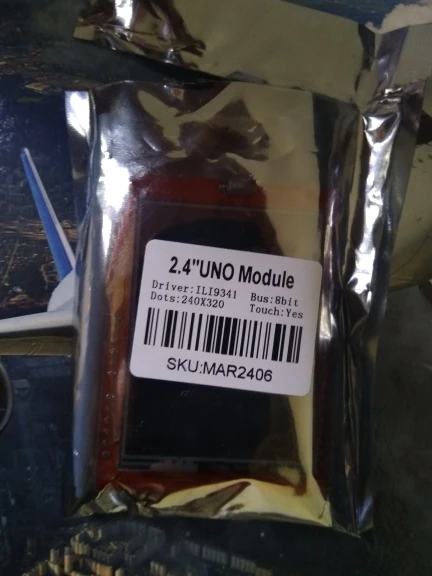 2.4"UNO Module
Driver:ILI9341 Bus:8bit
Dots:240X320 Touch:Yes
SKU:MAR2406